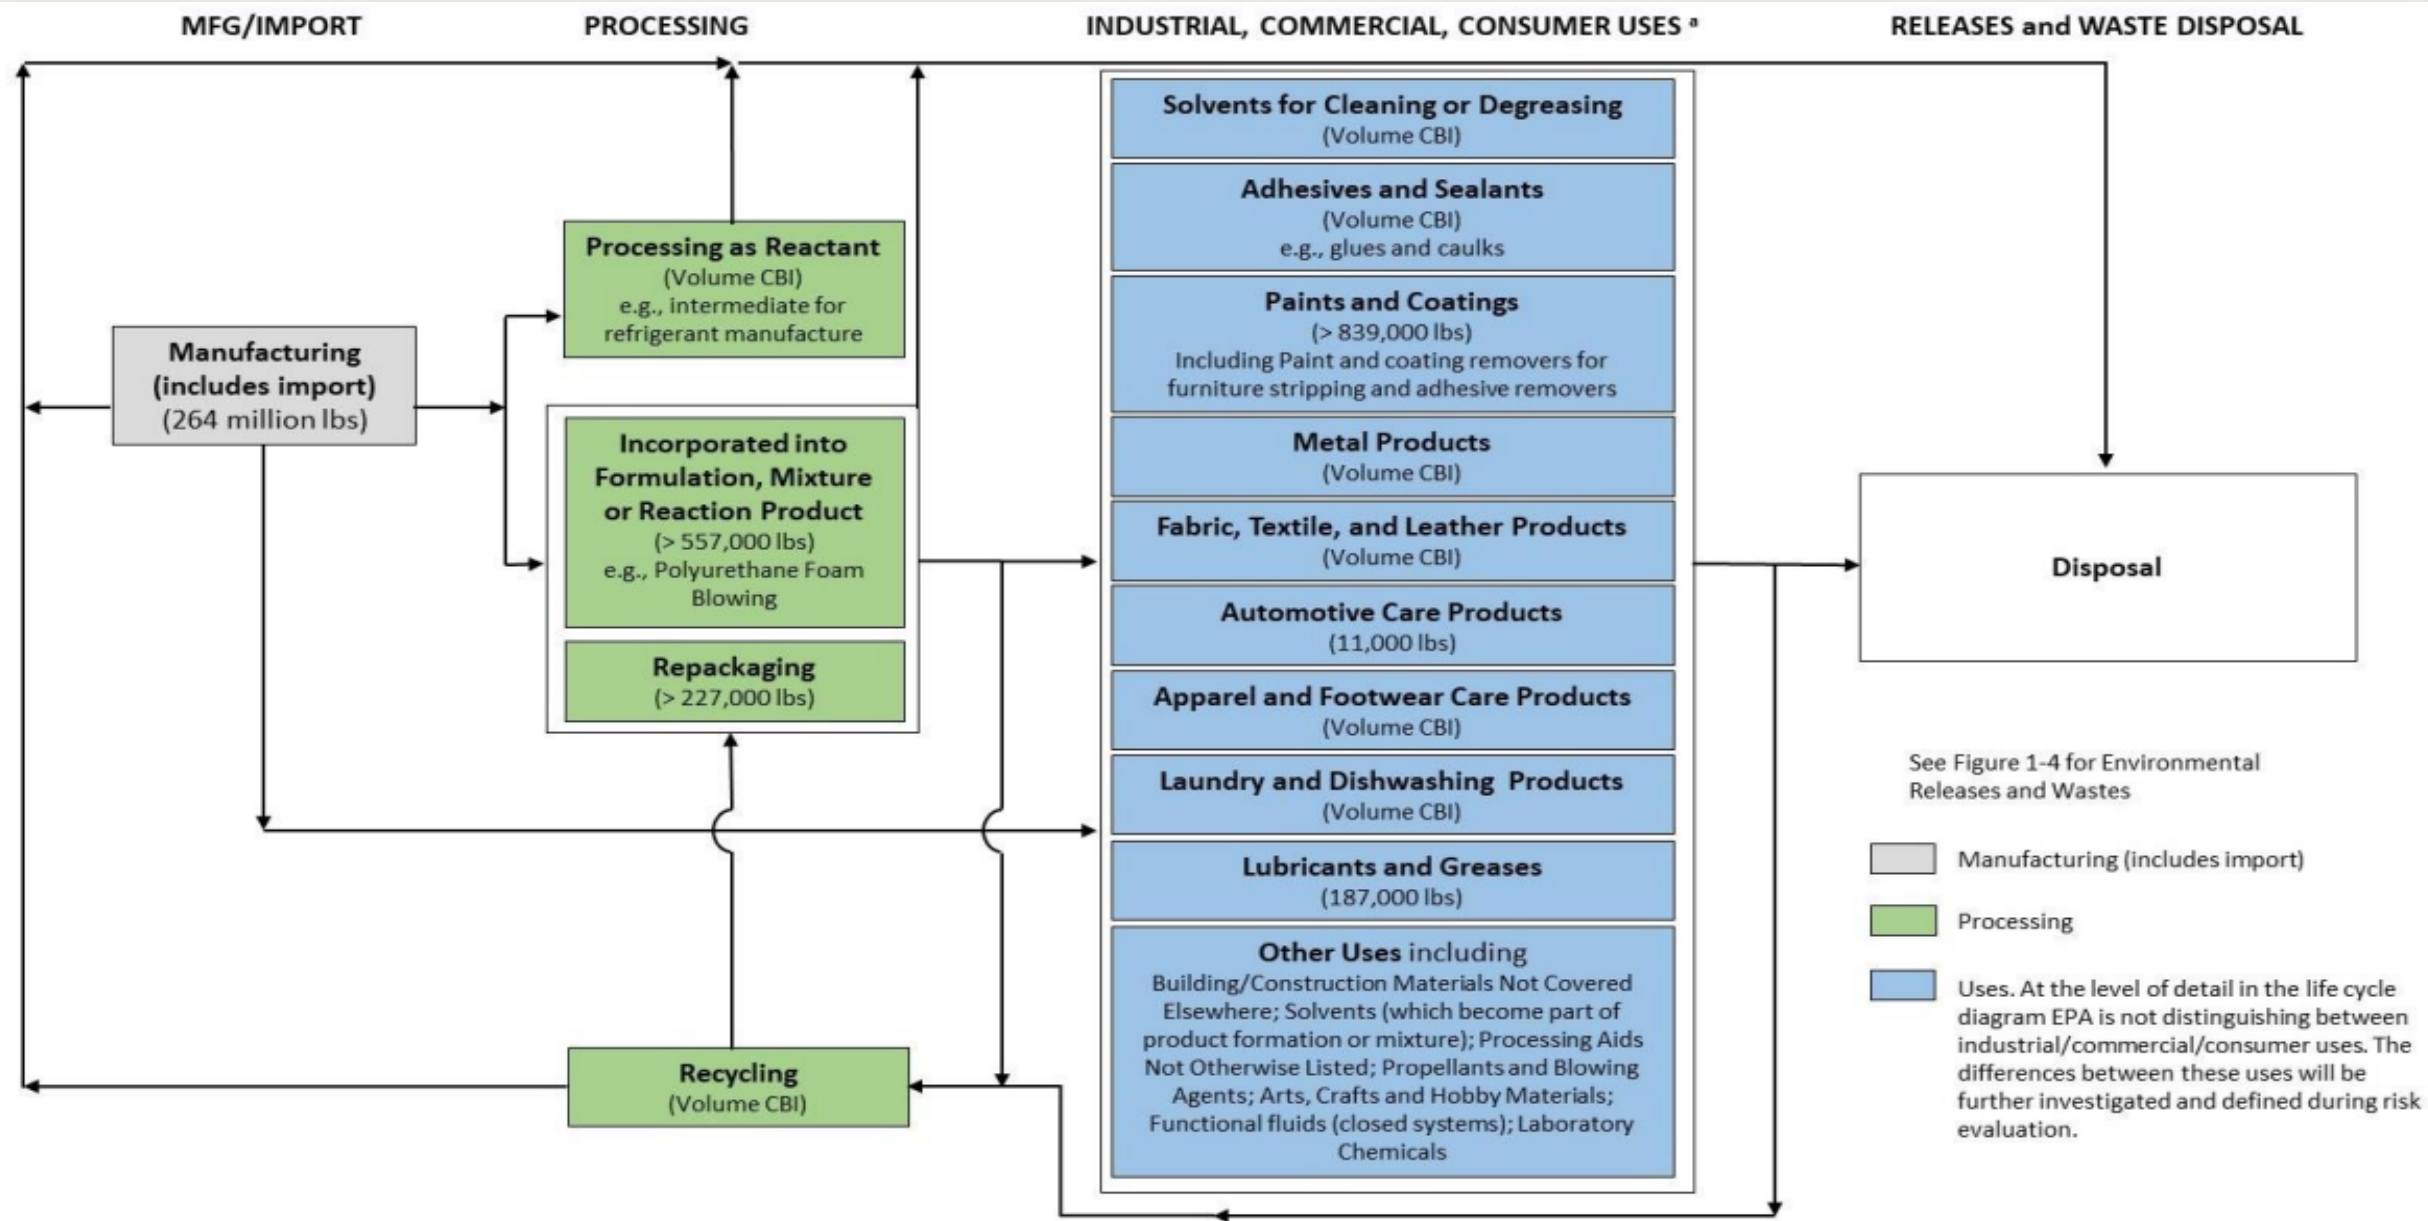 MFG/IMPORT
PROCESSING
INDUSTRIAL, COMMERCIAL, CONSUMER USES ᵃ
RELEASES and WASTE DISPOSAL
Manufacturing
(includes import)
(264 million lbs)
Processing as Reactant
(Volume CBI)
e.g., intermediate for
refrigerant manufacture
Incorporated into
Formulation, Mixture
or Reaction Product
(> 557,000 lbs)
e.g., Polyurethane Foam
Blowing
Repackaging
(> 227,000 lbs)
Recycling
(Volume CBI)
Solvents for Cleaning or Degreasing
(Volume CBI)
Adhesives and Sealants
(Volume CBI)
e.g., glues and caulks
Paints and Coatings
(> 839,000 lbs)
Including Paint and coating removers for
furniture stripping and adhesive removers
Metal Products
(Volume CBI)
Fabric, Textile, and Leather Products
(Volume CBI)
Automotive Care Products
(11,000 lbs)
Apparel and Footwear Care Products
(Volume CBI)
Laundry and Dishwashing Products
(Volume CBI)
Lubricants and Greases
(187,000 lbs)
Other Uses including
Building/Construction Materials Not Covered
Elsewhere; Solvents (which become part of
product formation or mixture); Processing Aids
Not Otherwise Listed; Propellants and Blowing
Agents; Arts, Crafts and Hobby Materials;
Functional fluids (closed systems); Laboratory
Chemicals
Disposal
See Figure 1-4 for Environmental
Releases and Wastes
Manufacturing (includes import)
Processing
Uses. At the level of detail in the life cycle
diagram EPA is not distinguishing between
industrial/commercial/consumer uses. The
differences between these uses will be
further investigated and defined during risk
evaluation.